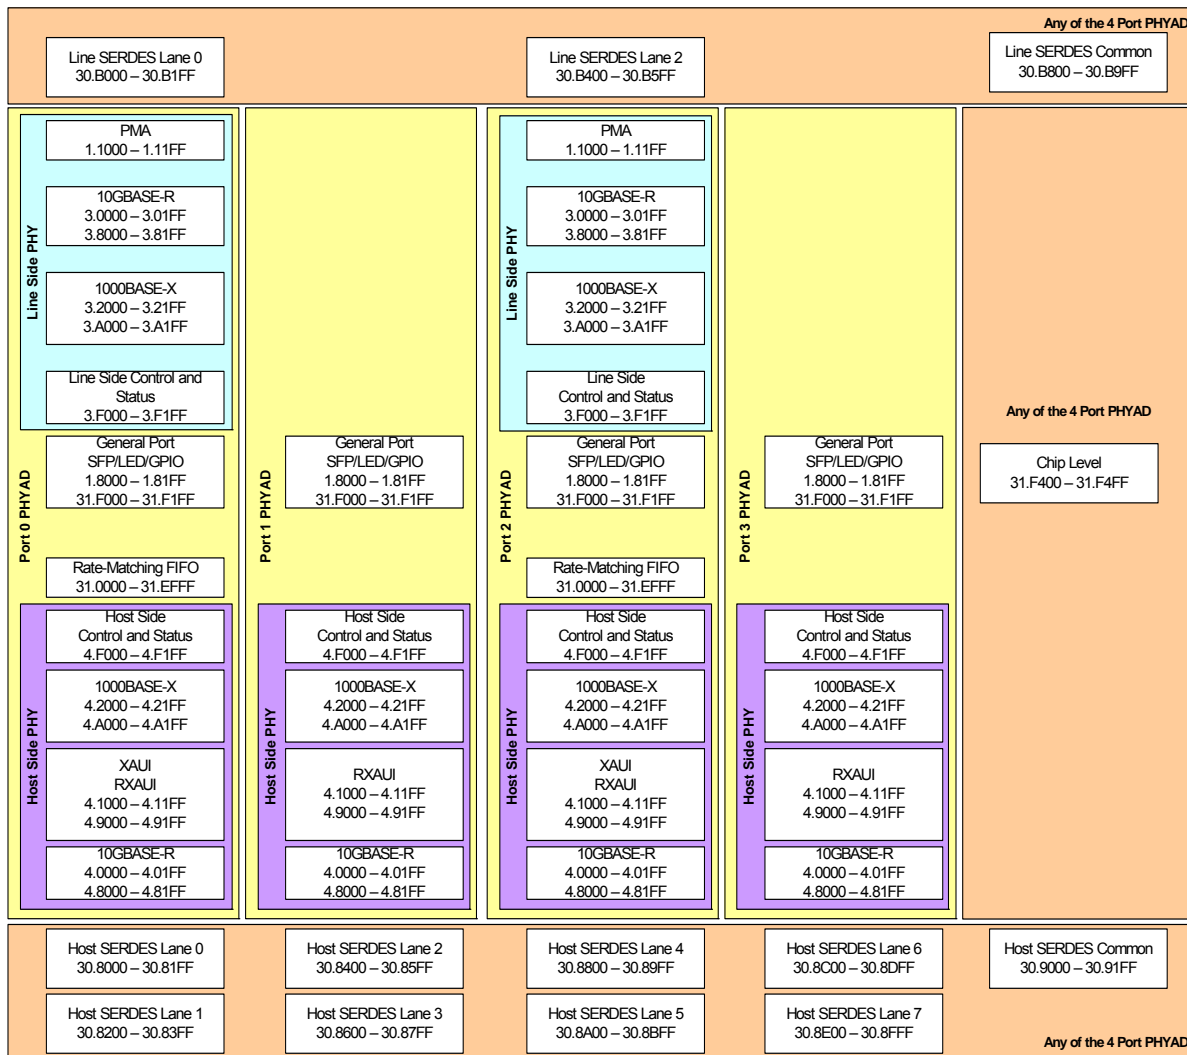 Any of the 4 Port PHYAD
Line SERDES Lane 0
30.B000 – 30.B1FF
Line SERDES Lane 2
30.B400 – 30.B5FF
Line SERDES Common
30.B800 – 30.B9FF
Port 0 PHYAD
Line Side PHY
PMA
1.1000 – 1.11FF
10GBASE-R
3.0000 – 3.01FF
3.8000 – 3.81FF
1000BASE-X
3.2000 – 3.21FF
3.A000 – 3.A1FF
Line Side Control and
Status
3.F000 – 3.F1FF
General Port
SFP/LED/GPIO
1.8000 – 1.81FF
31.F000 – 31.F1FF
Rate-Matching FIFO
31.0000 – 31.EFFF
Host Side PHY
Host Side
Control and Status
4.F000 – 4.F1FF
1000BASE-X
4.2000 – 4.21FF
4.A000 – 4.A1FF
XAUI
RXAUI
4.1000 – 4.11FF
4.9000 – 4.91FF
10GBASE-R
4.0000 – 4.01FF
4.8000 – 4.81FF
Port 1 PHYAD
General Port
SFP/LED/GPIO
1.8000 – 1.81FF
31.F000 – 31.F1FF
Host Side PHY
Host Side
Control and Status
4.F000 – 4.F1FF
1000BASE-X
4.2000 – 4.21FF
4.A000 – 4.A1FF
RXAUI
4.1000 – 4.11FF
4.9000 – 4.91FF
10GBASE-R
4.0000 – 4.01FF
4.8000 – 4.81FF
Port 2 PHYAD
Line Side PHY
PMA
1.1000 – 1.11FF
10GBASE-R
3.0000 – 3.01FF
3.8000 – 3.81FF
1000BASE-X
3.2000 – 3.21FF
3.A000 – 3.A1FF
Line Side
Control and Status
3.F000 – 3.F1FF
General Port
SFP/LED/GPIO
1.8000 – 1.81FF
31.F000 – 31.F1FF
Rate-Matching FIFO
31.0000 – 31.EFFF
Host Side PHY
Host Side
Control and Status
4.F000 – 4.F1FF
1000BASE-X
4.2000 – 4.21FF
4.A000 – 4.A1FF
XAUI
RXAUI
4.1000 – 4.11FF
4.9000 – 4.91FF
10GBASE-R
4.0000 – 4.01FF
4.8000 – 4.81FF
Port 3 PHYAD
General Port
SFP/LED/GPIO
1.8000 – 1.81FF
31.F000 – 31.F1FF
Host Side PHY
Host Side
Control and Status
4.F000 – 4.F1FF
1000BASE-X
4.2000 – 4.21FF
4.A000 – 4.A1FF
RXAUI
4.1000 – 4.11FF
4.9000 – 4.91FF
10GBASE-R
4.0000 – 4.01FF
4.8000 – 4.81FF
Any of the 4 Port PHYAD
Chip Level
31.F400 – 31.F4FF
Host SERDES Lane 0
30.8000 – 30.81FF
Host SERDES Lane 2
30.8400 – 30.85FF
Host SERDES Lane 4
30.8800 – 30.89FF
Host SERDES Lane 6
30.8C00 – 30.8DFF
Host SERDES Common
30.9000 – 30.91FF
Host SERDES Lane 1
30.8200 – 30.83FF
Host SERDES Lane 3
30.8600 – 30.87FF
Host SERDES Lane 5
30.8A00 – 30.8BFF
Host SERDES Lane 7
30.8E00 – 30.8FFF
Any of the 4 Port PHYAD